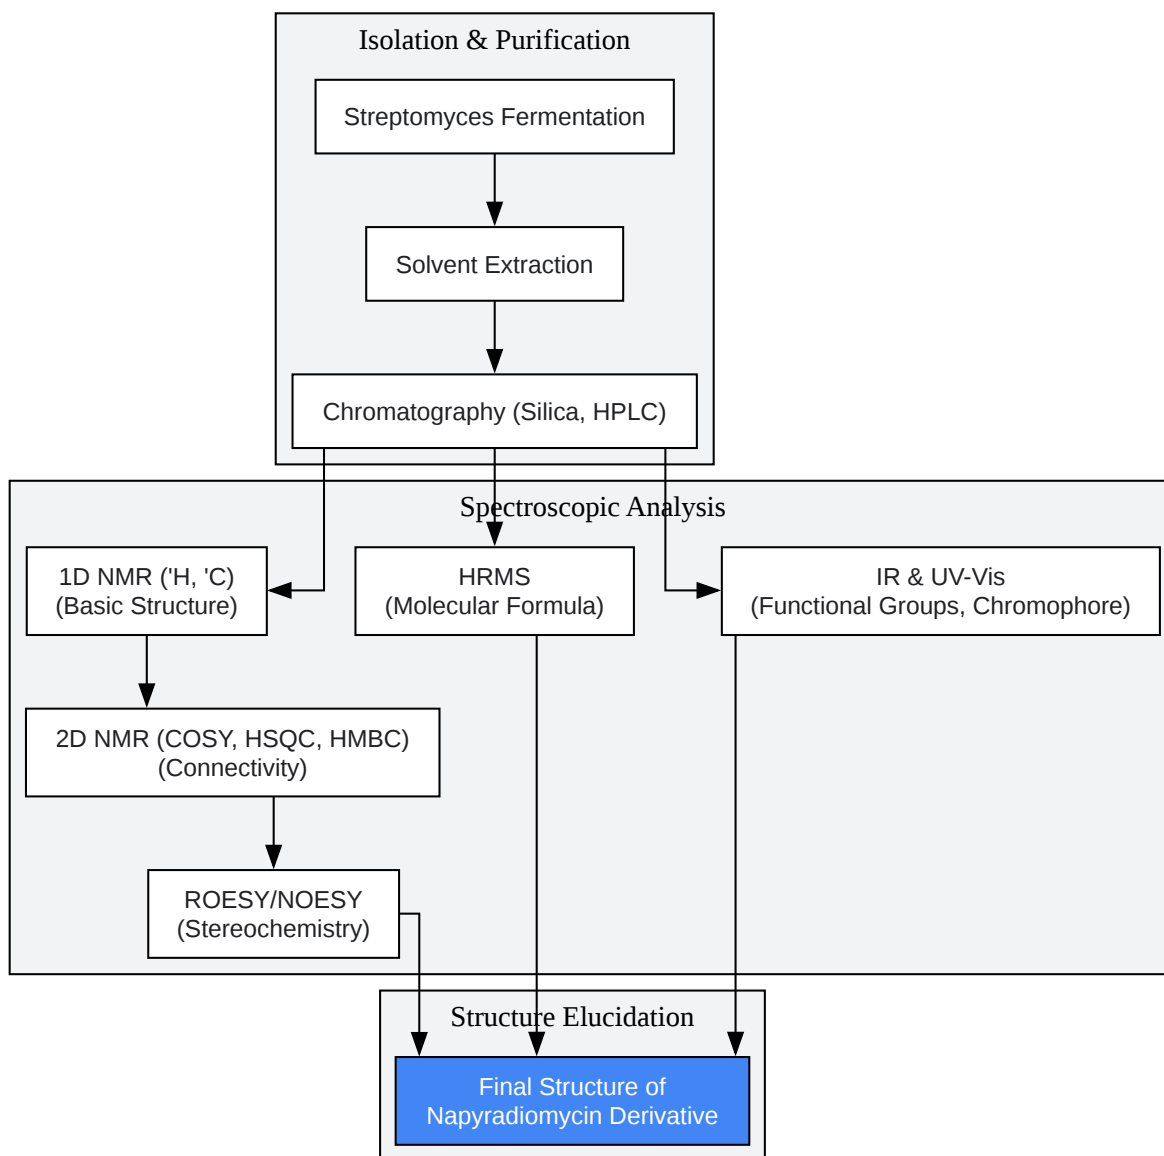 Isolation & Purification
Streptomyces Fermentation
Solvent Extraction
Chromatography (Silica, HPLC)
Spectroscopic Analysis
1D NMR ('H, 'C)
(Basic Structure)
HRMS
(Molecular Formula)
IR & UV-Vis
(Functional Groups, Chromophore)
2D NMR (COSY, HSQC, HMBC)
(Connectivity)
ROESY/NOESY
(Stereochemistry)
Structure Elucidation
Final Structure of
Napyradiomycin Derivative